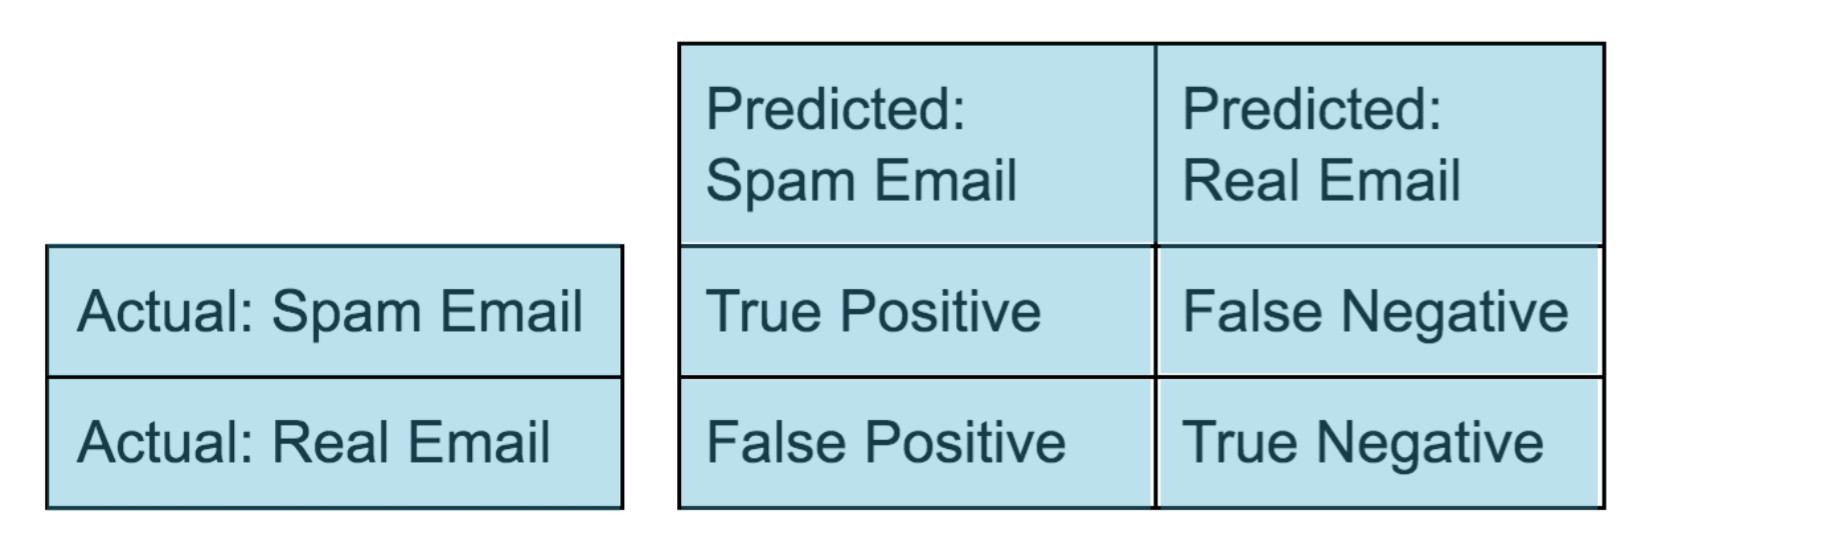 Predicted:
Spam Email
Predicted:
Real Email
Actual: Spam Email
True Positive
False Negative
Actual: Real Email
False Positive
True Negative